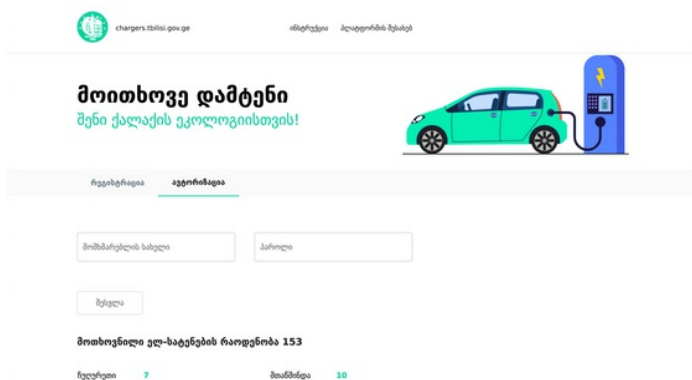 chargers.tbilisi.gov.ge
ინსტრუქცია პლატფორმის შესახებ
მოითხოვე დამტენი
შენი ქალაქის ეკოლოგიისთვის!
რეგისტრაცია ავტორიზაცია
მომხმარებლის სახელი პაროლი
შესვლა
მოთხოვნილი ელ-სატენების რაოდენობა 153
ჩუღურეთი 7 მთაწმინდა 10